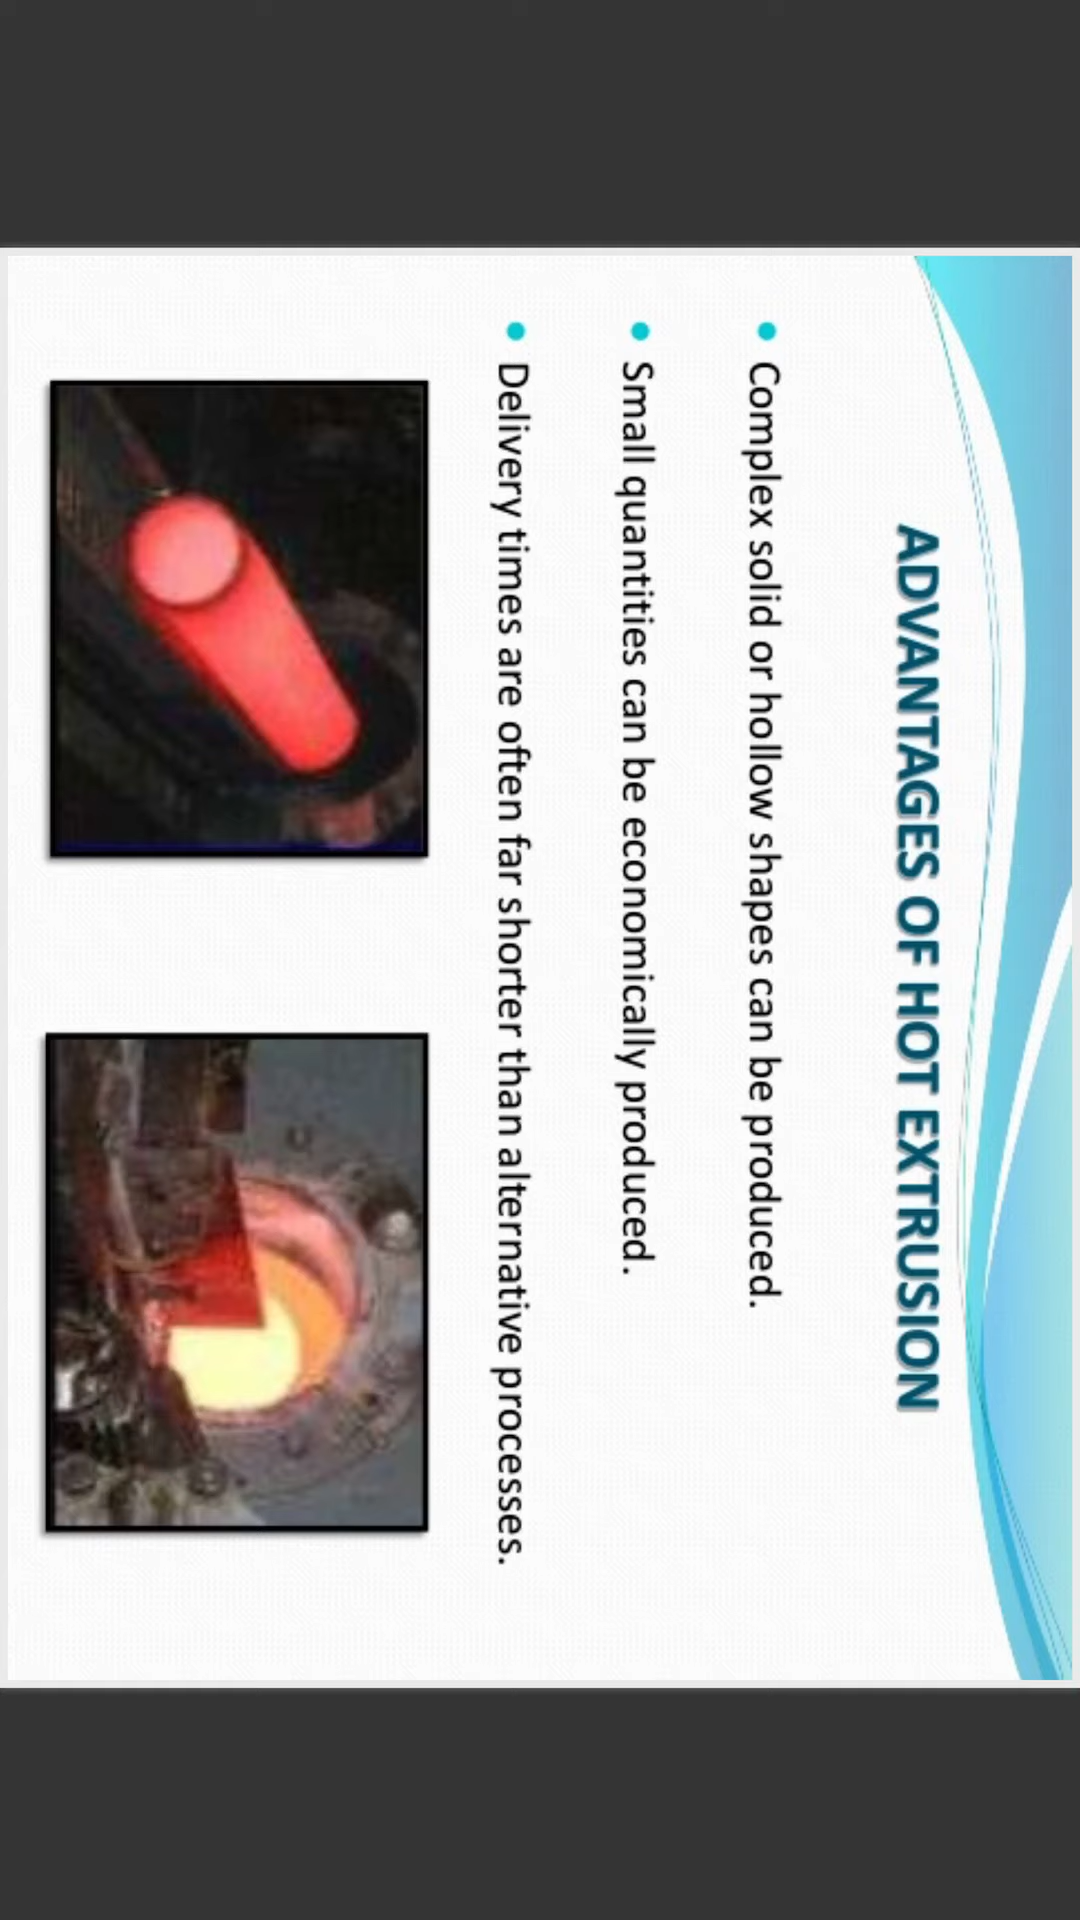 ADVANTAGES OF HOT EXTRUSION
Complex solid or hollow shapes can be produced.
Small quantities can be economically produced.
Delivery times are often far shorter than alternative processes.